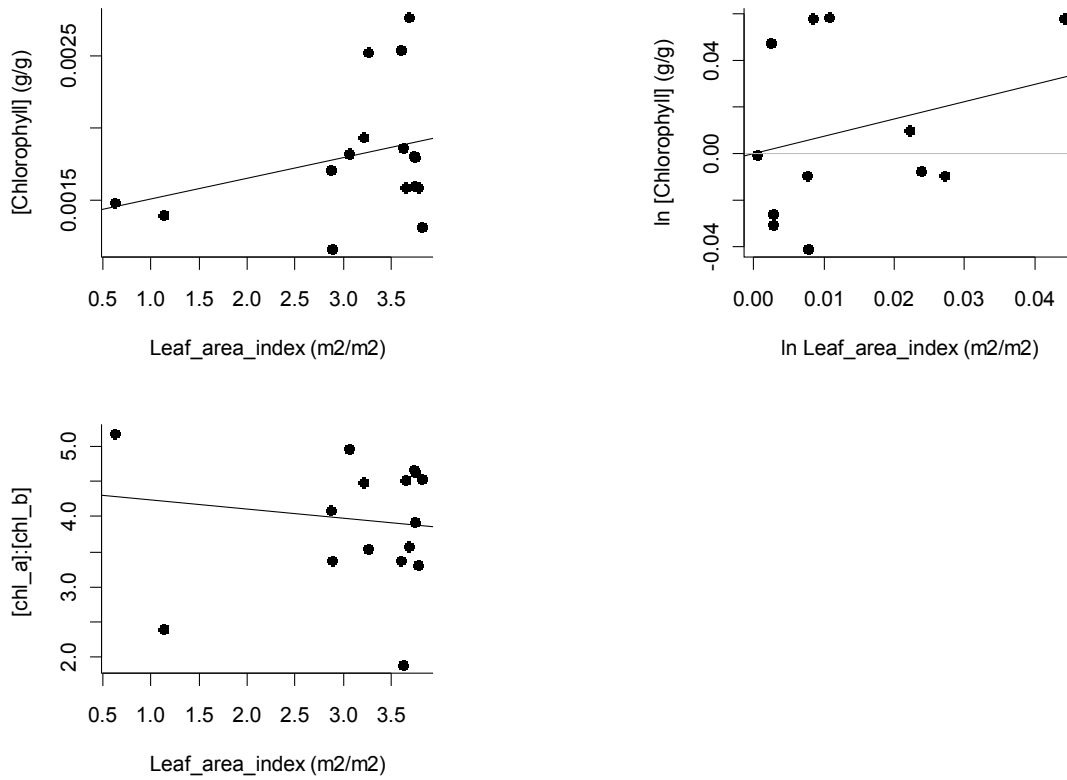 [Chlorophyll] (g/g)
0.0025
0.0015
0.5 1.0 1.5 2.0 2.5 3.0 3.5
Leaf_area_index (m2/m2)
ln [Chlorophyll] (g/g)
0.04
0.00
-0.04
0.00 0.01 0.02 0.03 0.04
ln Leaf_area_index (m2/m2)
[chl_a]:[chl_b]
5.0
4.0
3.0
2.0
0.5 1.0 1.5 2.0 2.5 3.0 3.5
Leaf_area_index (m2/m2)